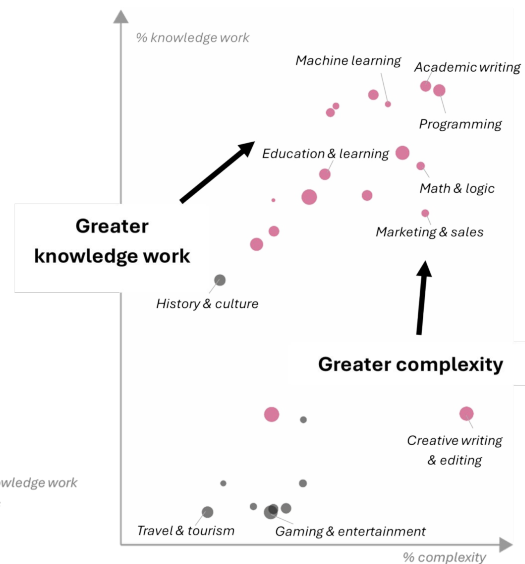 % knowledge work
Machine learning
Academic writing
Programming
Education & learning
Math & logic
Greater
knowledge work
Marketing & sales
History & culture
Greater complexity
Creative writing
& editing
knowledge work
Travel & tourism
Gaming & entertainment
% complexity